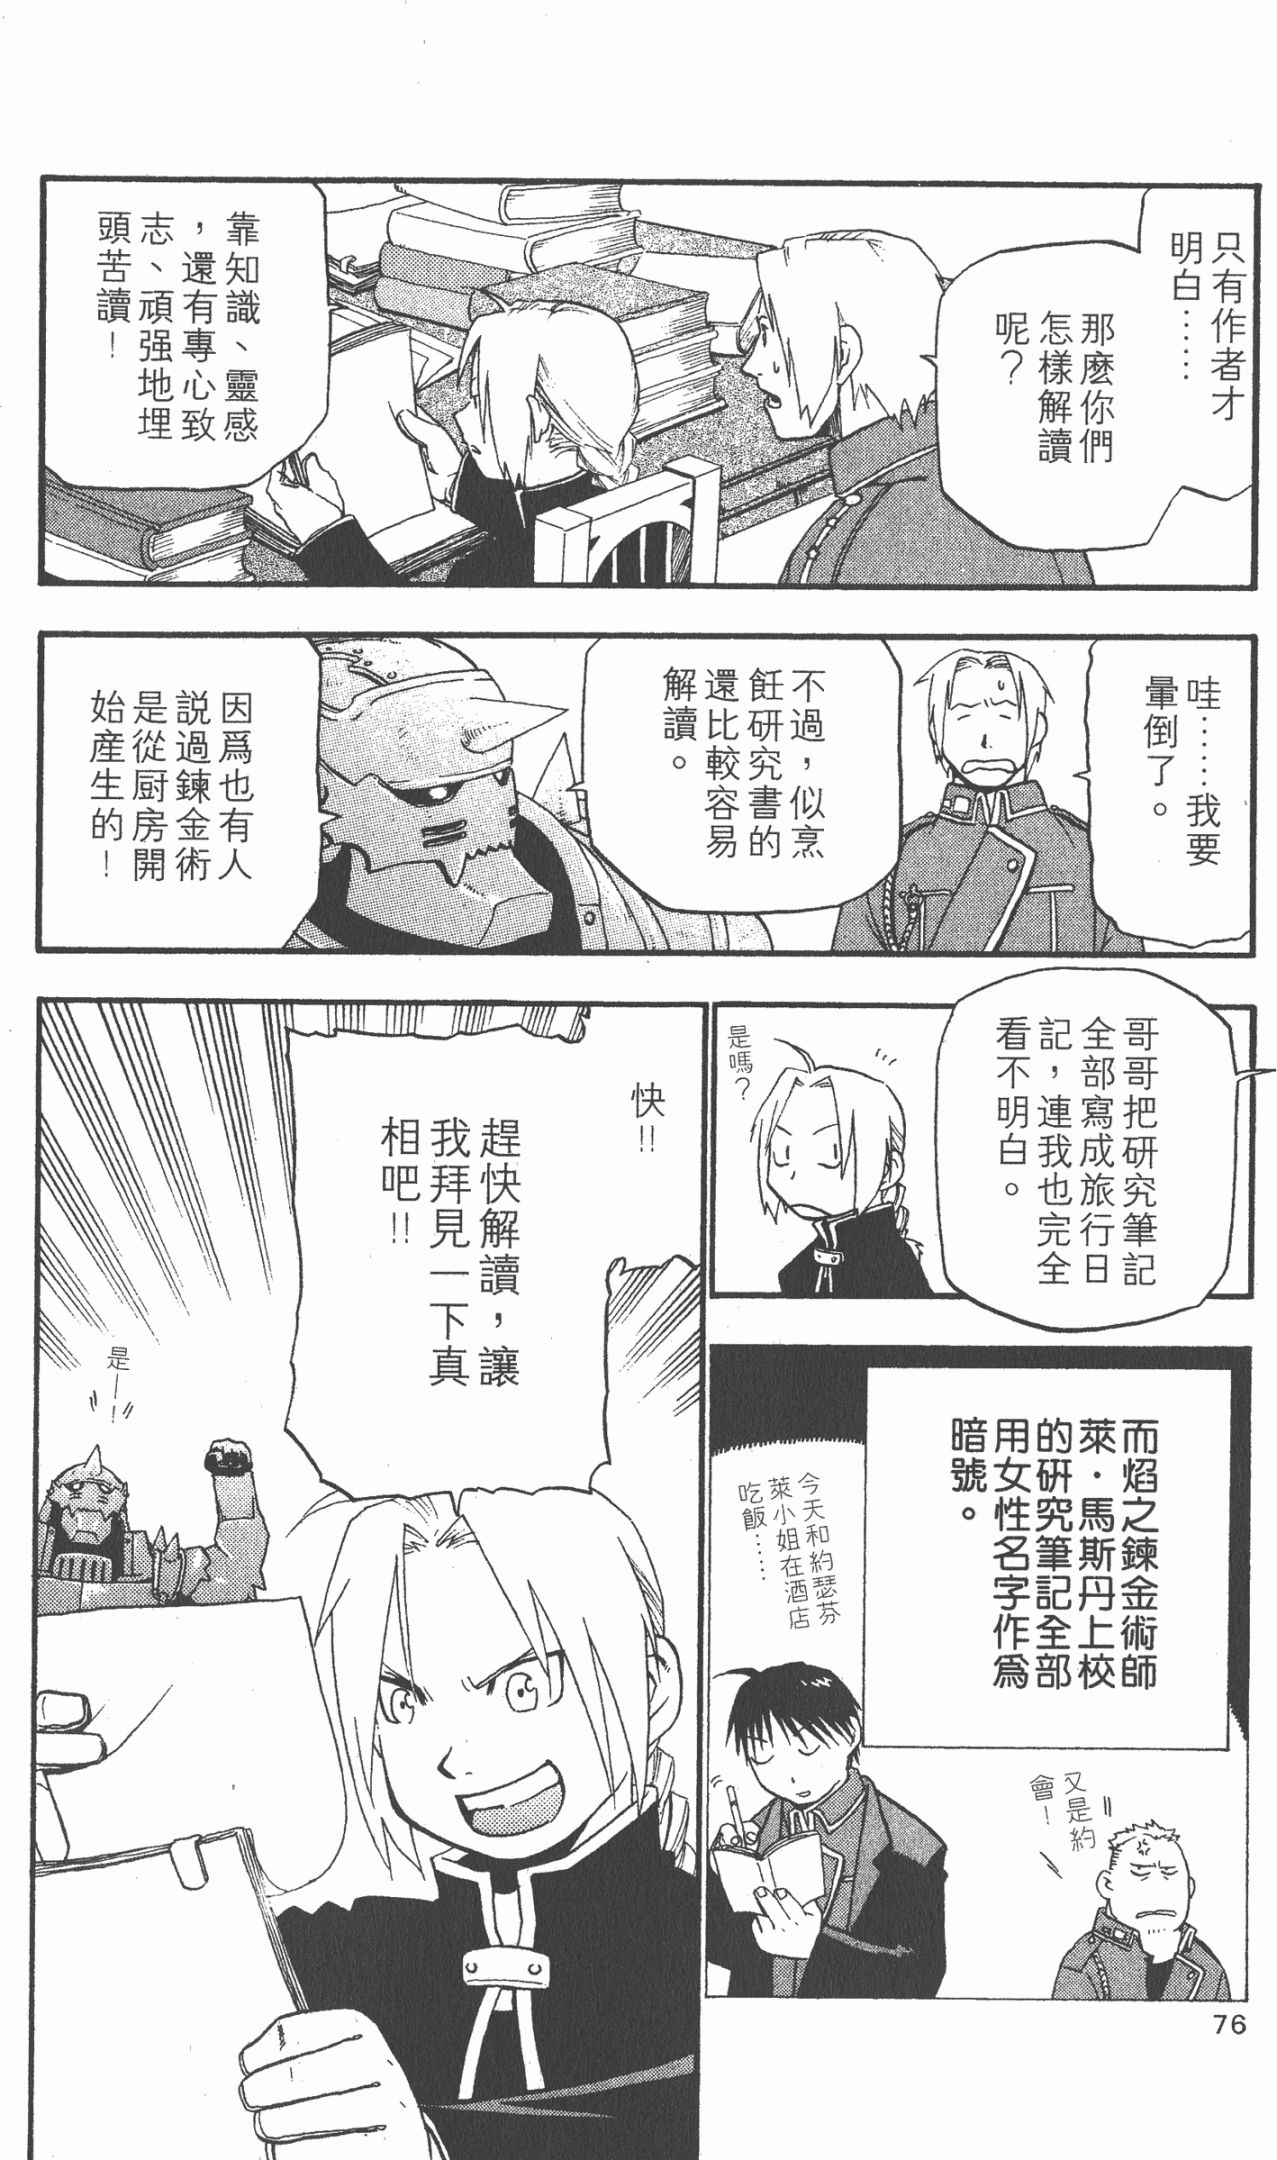 只有作者才
明白……
那麽你們
怎樣解讀
呢？
靠知識、靈感
，還有專心致
志、頑强地埋
頭苦讀！
哇……我要
暈倒了。
不過，似烹
飪研究書的
還比較容易
解讀。
因爲也有人
説過鍊金術
是從厨房開
始産生的！
哥哥把研究筆記
全部寫成旅行日
記，連我也完全
看不明白。
是嗎？
而焰之鍊金術師
萊・馬斯丹上校
的研究筆記全部
用女性名字作爲
暗號。
今天和約瑟芬
萊小姐在酒店
吃飯……
又是約
會！
快!!
趕快解讀，讓
我拜見一下真
相吧!!
是——！
76